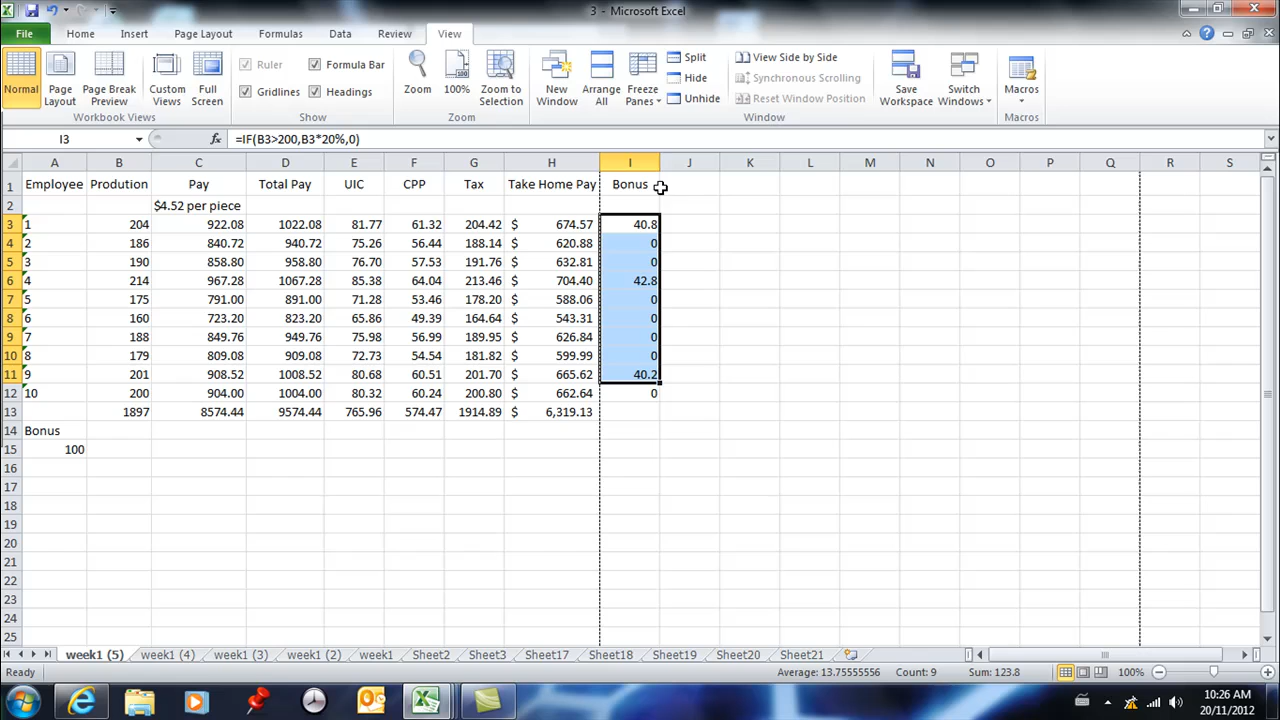 3 - Microsoft Excel
File Home Insert Page Layout Formulas Data Review View
Normal Page Layout Page Break Preview Custom Views Full Screen
Workbook Views
Ruler Formula Bar
Gridlines Headings
Show
Zoom 100% Zoom to Selection
Zoom
New Window Arrange All Freeze Panes
Split
Hide
Unhide
View Side by Side
Synchronous Scrolling
Reset Window Position
Window
Save Workspace Switch Windows
Macros
Macros
I3 fx =IF(B3>200,B3*20%,0)
A B C D E F G H I J K L M N O P Q R S
1 Employee Prodution Pay Total Pay UIC CPP Tax Take Home Pay Bonus
2 $4.52 per piece
3 1 204 922.08 1022.08 81.77 61.32 204.42 $ 674.57 40.8
4 2 186 840.72 940.72 75.26 56.44 188.14 $ 620.88 0
5 3 190 858.80 958.80 76.70 57.53 191.76 $ 632.81 0
6 4 214 967.28 1067.28 85.38 64.04 213.46 $ 704.40 42.8
7 5 175 791.00 891.00 71.28 53.46 178.20 $ 588.06 0
8 6 160 723.20 823.20 65.86 49.39 164.64 $ 543.31 0
9 7 188 849.76 949.76 75.98 56.99 189.95 $ 626.84 0
10 8 179 809.08 909.08 72.73 54.54 181.82 $ 599.99 0
11 9 201 908.52 1008.52 80.68 60.51 201.70 $ 665.62 40.2
12 10 200 904.00 1004.00 80.32 60.24 200.80 $ 662.64 0
13 1897 8574.44 9574.44 765.96 574.47 1914.89 $ 6,319.13
14 Bonus
15 100
16
17
18
19
20
21
22
23
24
25
week1 (5) week1 (4) week1 (3) week1 (2) week1 Sheet2 Sheet3 Sheet17 Sheet18 Sheet19 Sheet20 Sheet21
Ready Average: 13.75555556 Count: 9 Sum: 123.8 100%
10:26 AM
20/11/2012